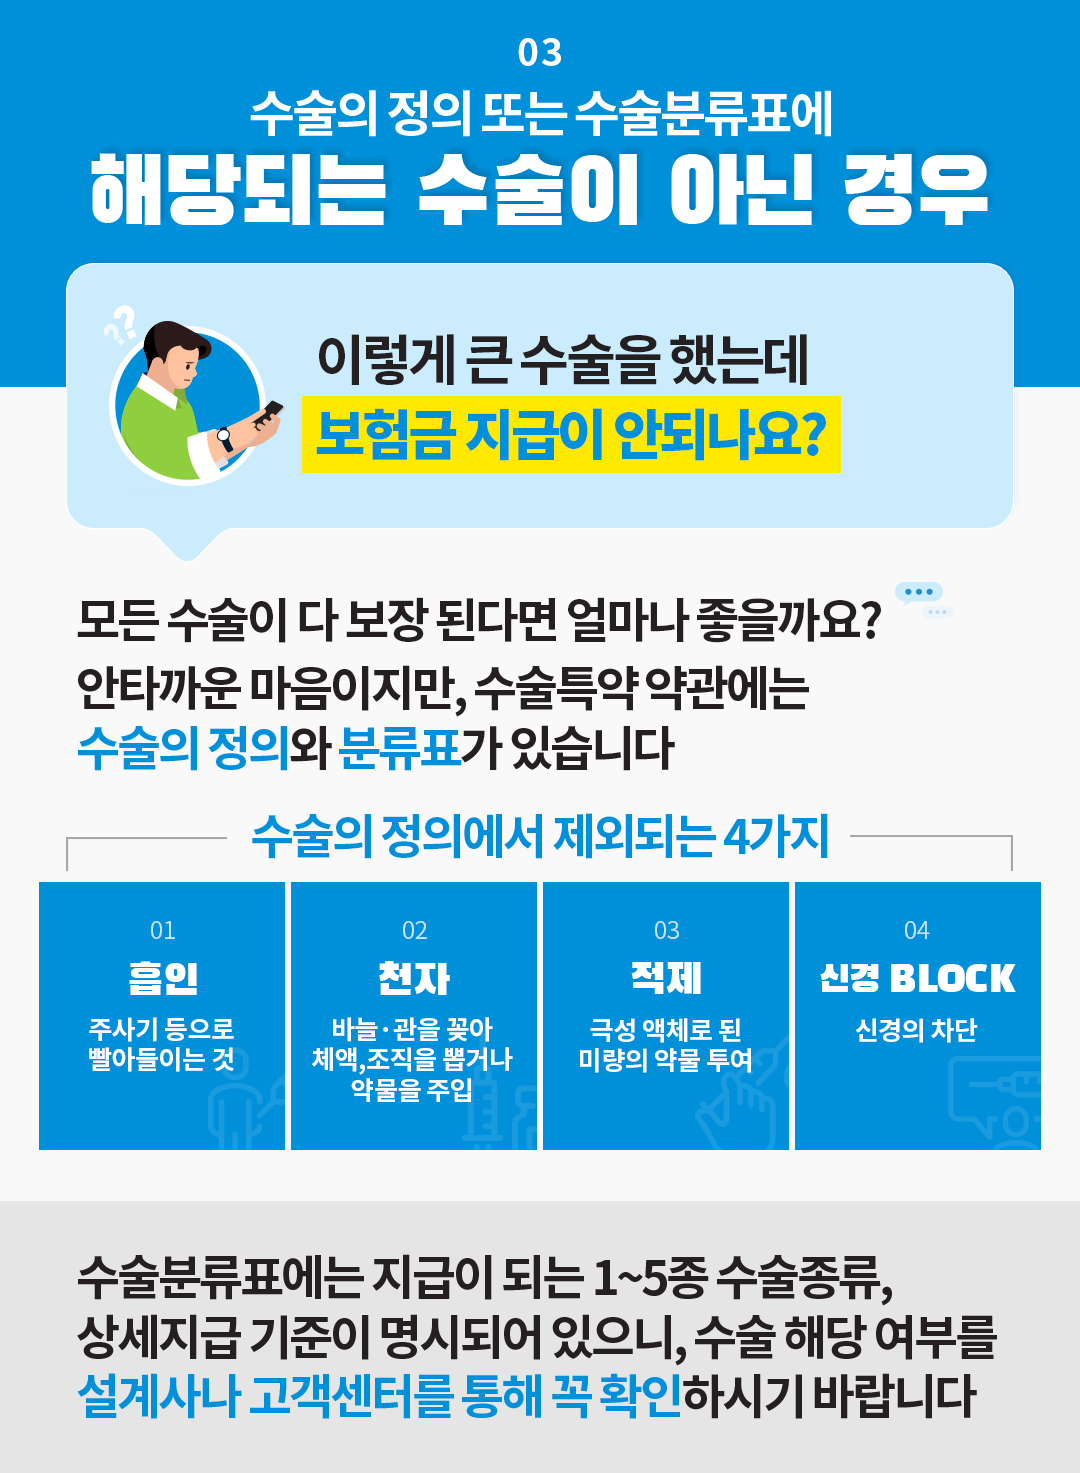 03
수술의 정의 또는 수술분류표에
해당되는 수술이 아닌 경우
??
이렇게 큰 수술을 했는데
보험금 지급이 안되나요?
모든 수술이 다 보장 된다면 얼마나 좋을까요?
안타까운 마음이지만, 수술특약 약관에는
수술의 정의와 분류표가 있습니다
수술의 정의에서 제외되는 4가지
01
흡인
주사기 등으로
빨아들이는 것
02
천자
바늘·관을 꽂아
체액,조직을 뽑거나
약물을 주입
03
적제
극성 액체로 된
미량의 약물 투여
04
신경 BLOCK
신경의 차단
수술분류표에는 지급이 되는 1~5종 수술종류,
상세지급 기준이 명시되어 있으니, 수술 해당 여부를
설계사나 고객센터를 통해 꼭 확인하시기 바랍니다